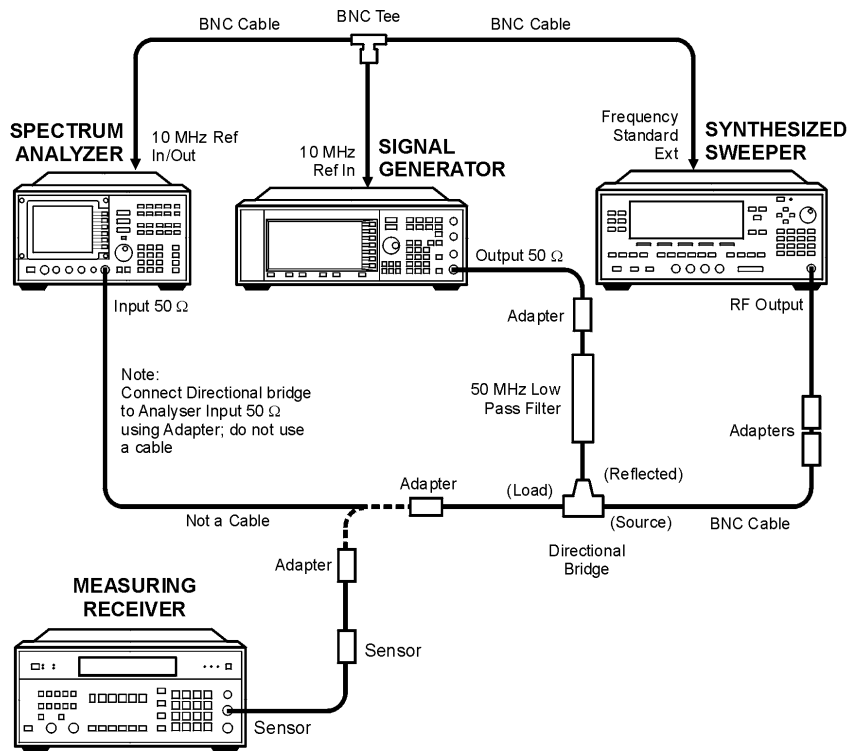 BNC Tee
BNC Cable
BNC Cable
SPECTRUM
ANALYZER
10 MHz Ref
In/Out
10 MHz
Ref In
SIGNAL
GENERATOR
Frequency
Standard
Ext
SYNTHESIZED
SWEEPER
Input 50 Ω
Output 50 Ω
RF Output
Adapter
Note:
Connect Directional bridge
to Analyser Input 50 Ω
using Adapter; do not use
a cable
50 MHz Low
Pass Filter
Adapters
Adapter
(Load)
(Reflected)
(Source)
Not a Cable
BNC Cable
Directional
Bridge
Adapter
MEASURING
RECEIVER
Sensor
Sensor